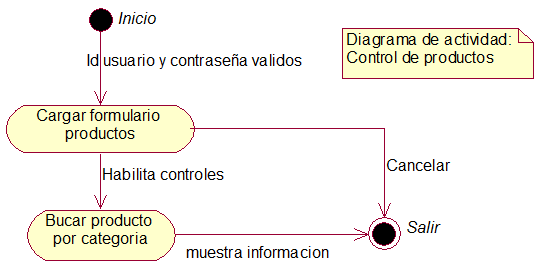 Inicio
Diagrama de actividad:
Control de productos
Id usuario y contraseña validos
Cargar formulario
productos
Cancelar
Habilita controles
Bucar producto
por categoria
Salir
muestra informacion